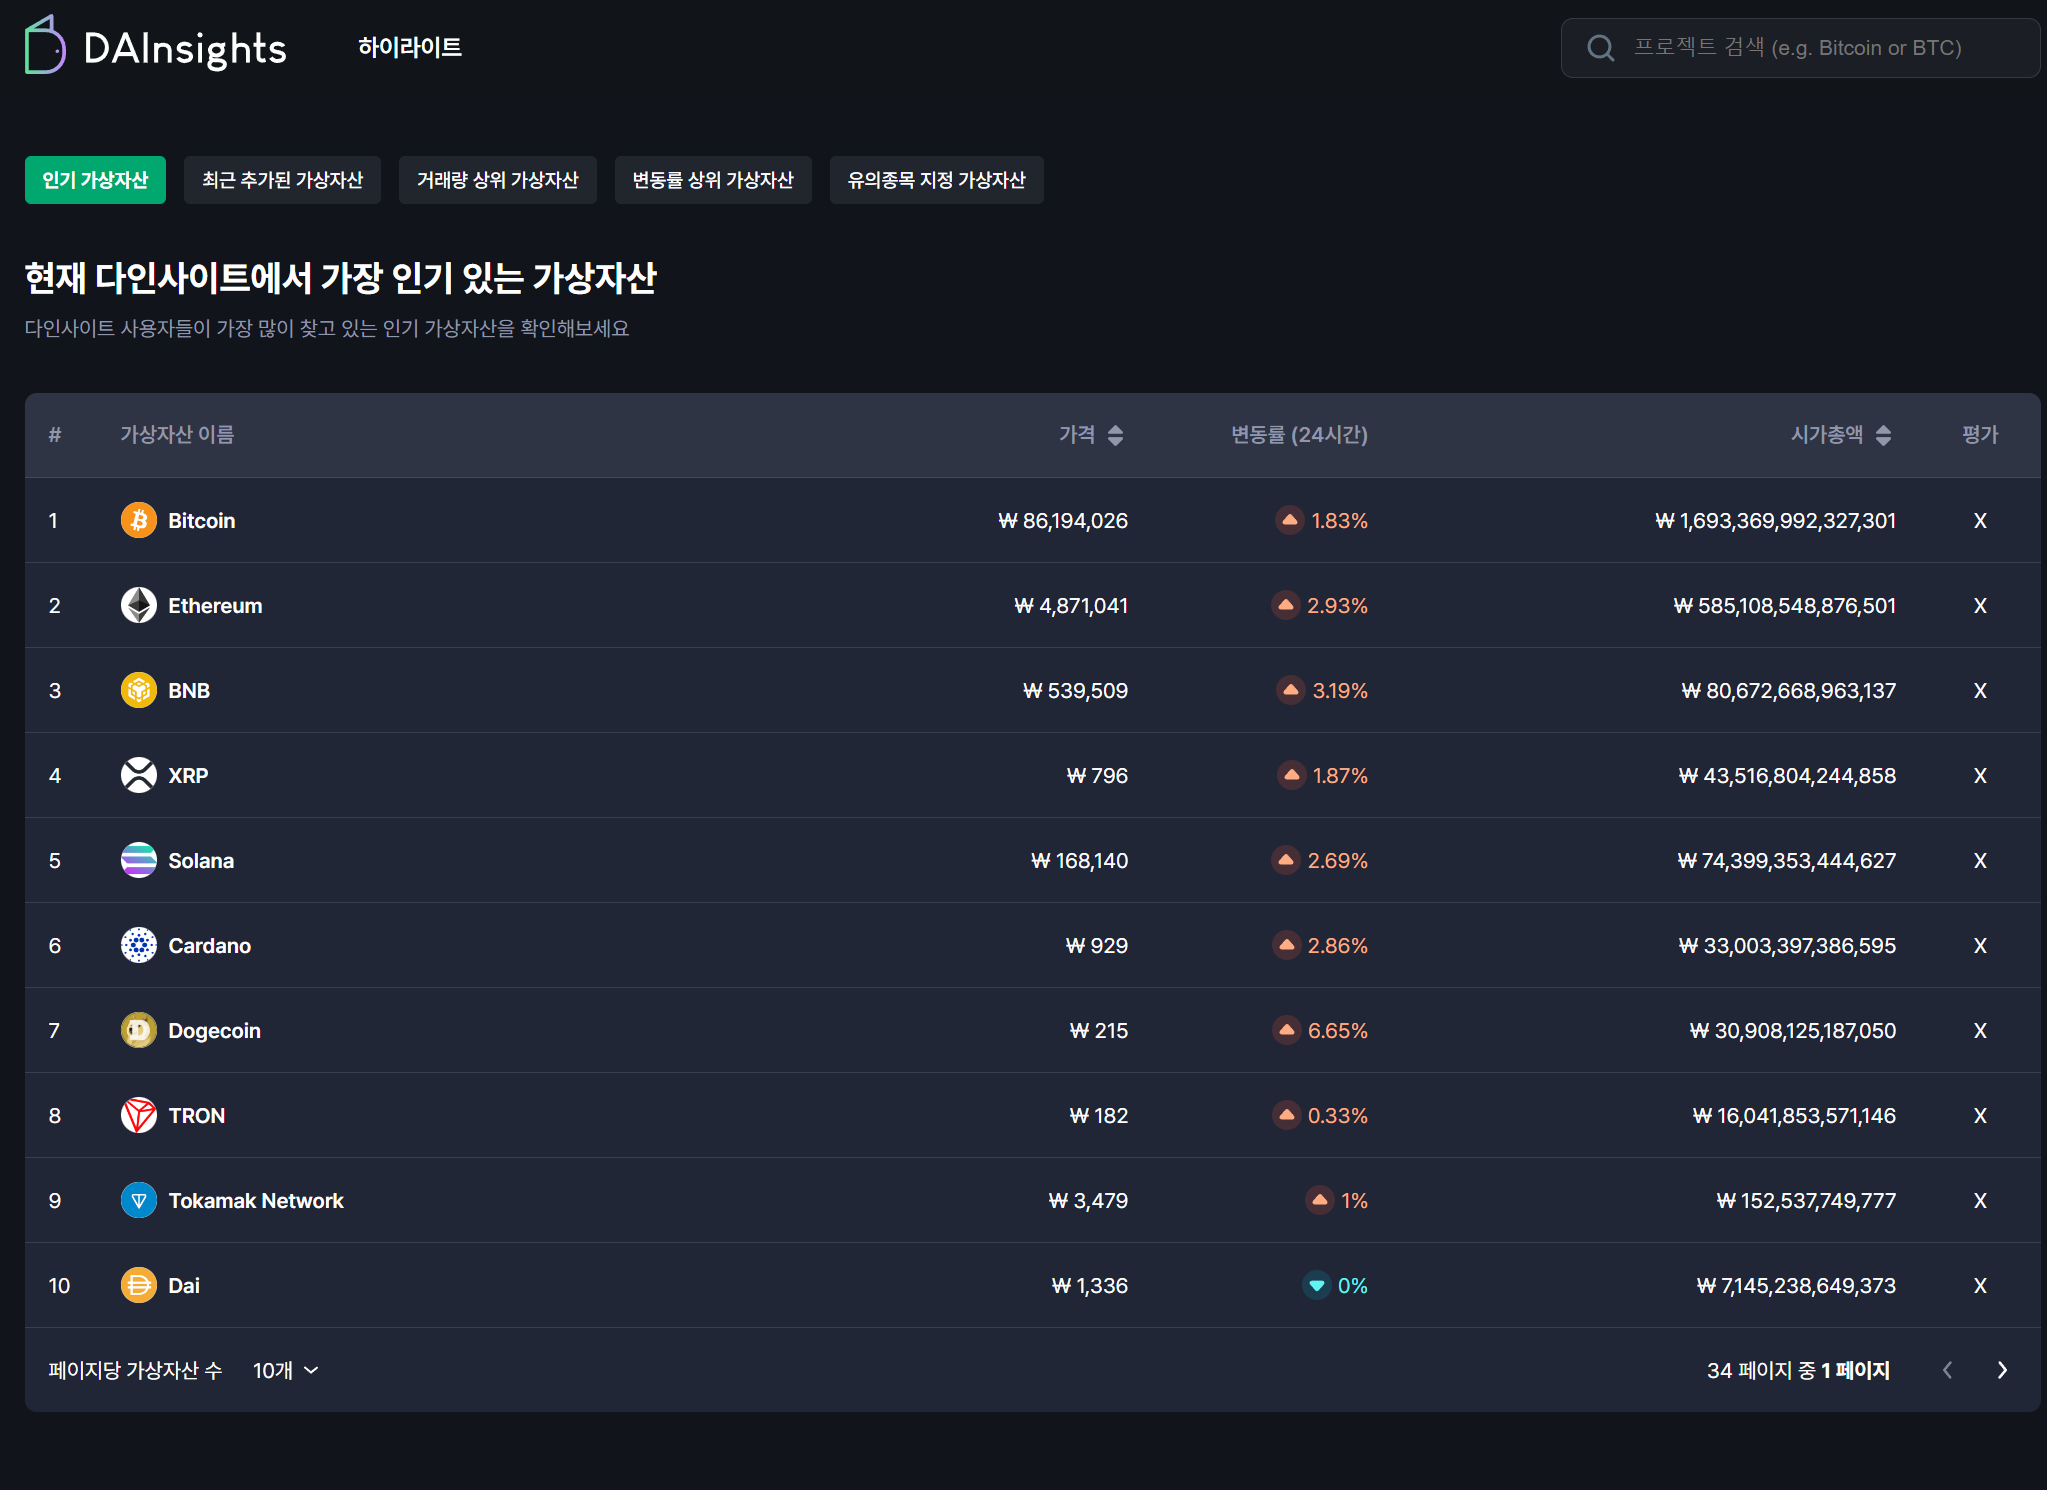 DAInsights 하이라이트 프로젝트 검색 (e.g. Bitcoin or BTC)
인기 가상자산 최근 추가된 가상자산 거래량 상위 가상자산 변동률 상위 가상자산 유의종목 지정 가상자산
현재 다인사이트에서 가장 인기 있는 가상자산
다인사이트 사용자들이 가장 많이 찾고 있는 인기 가상자산을 확인해보세요
# 가상자산 이름 가격 변동률 (24시간) 시가총액 평가
1 Bitcoin ₩ 86,194,026 1.83% ₩ 1,693,369,992,327,301 X
2 Ethereum ₩ 4,871,041 2.93% ₩ 585,108,548,876,501 X
3 BNB ₩ 539,509 3.19% ₩ 80,672,668,963,137 X
4 XRP ₩ 796 1.87% ₩ 43,516,804,244,858 X
5 Solana ₩ 168,140 2.69% ₩ 74,399,353,444,627 X
6 Cardano ₩ 929 2.86% ₩ 33,003,397,386,595 X
7 Dogecoin ₩ 215 6.65% ₩ 30,908,125,187,050 X
8 TRON ₩ 182 0.33% ₩ 16,041,853,571,146 X
9 Tokamak Network ₩ 3,479 1% ₩ 152,537,749,777 X
10 Dai ₩ 1,336 0% ₩ 7,145,238,649,373 X
페이지당 가상자산 수 10개 34 페이지 중 1 페이지